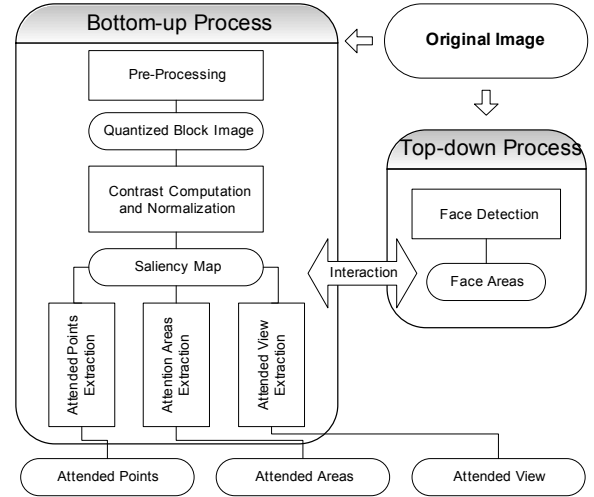 Bottom-up Process
Original Image
Pre-Processing
Quantized Block Image
Contrast Computation
and Normalization
Saliency Map
Top-down Process
Face Detection
Face Areas
Interaction
Attended Points
Extraction
Attention Areas
Extraction
Attended View
Extraction
Attended Points
Attended Areas
Attended View